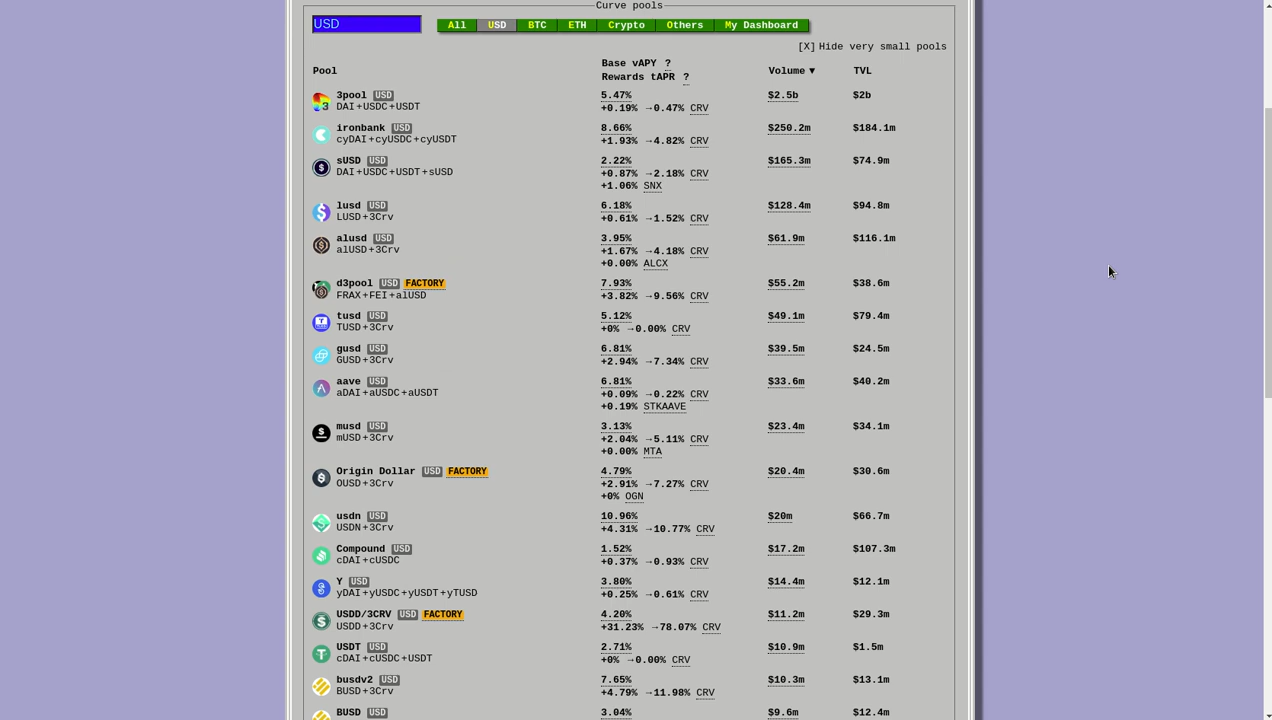 Curve pools
USD
All USD BTC ETH Crypto Others My Dashboard
[X] Hide very small pools
Pool Base vAPY ? Rewards tAPR ? Volume ▼ TVL
3pool USD 5.47% $2.5b $2b
DAI+USDC+USDT +0.19% →0.47% CRV
ironbank USD 8.66% $250.2m $184.1m
cyDAI+cyUSDC+cyUSDT +1.93% →4.82% CRV
sUSD USD 2.22% $165.3m $74.9m
DAI+USDC+USDT+sUSD +0.87% →2.18% CRV
+1.06% SNX
lusd USD 6.18% $128.4m $94.8m
LUSD+3Crv +0.61% →1.52% CRV
alusd USD 3.95% $61.9m $116.1m
alUSD+3Crv +1.67% →4.18% CRV
+0.00% ALCX
d3pool USD FACTORY 7.93% $55.2m $38.6m
FRAX+FEI+alUSD +3.82% →9.56% CRV
tusd USD 5.12% $49.1m $79.4m
TUSD+3Crv +0% →0.00% CRV
gusd USD 6.81% $39.5m $24.5m
GUSD+3Crv +2.94% →7.34% CRV
aave USD 6.81% $33.6m $40.2m
aDAI+aUSDC+aUSDT +0.09% →0.22% CRV
+0.19% STKAAVE
musd USD 3.13% $23.4m $34.1m
mUSD+3Crv +2.04% →5.11% CRV
+0.00% MTA
Origin Dollar USD FACTORY 4.79% $20.4m $30.6m
OUSD+3Crv +2.91% →7.27% CRV
+0% OGN
usdn USD 10.96% $20m $66.7m
USDN+3Crv +4.31% →10.77% CRV
Compound USD 1.52% $17.2m $107.3m
cDAI+cUSDC +0.37% →0.93% CRV
Y USD 3.80% $14.4m $12.1m
yDAI+yUSDC+yUSDT+yTUSD +0.25% →0.61% CRV
USDD/3CRV USD FACTORY 4.20% $11.2m $29.3m
USDD+3Crv +31.23% →78.07% CRV
USDT USD 2.71% $10.9m $1.5m
cDAI+cUSDC+USDT +0% →0.00% CRV
busdv2 USD 7.65% $10.3m $13.1m
BUSD+3Crv +4.79% →11.98% CRV
BUSD USD 3.04% $9.6m $12.4m